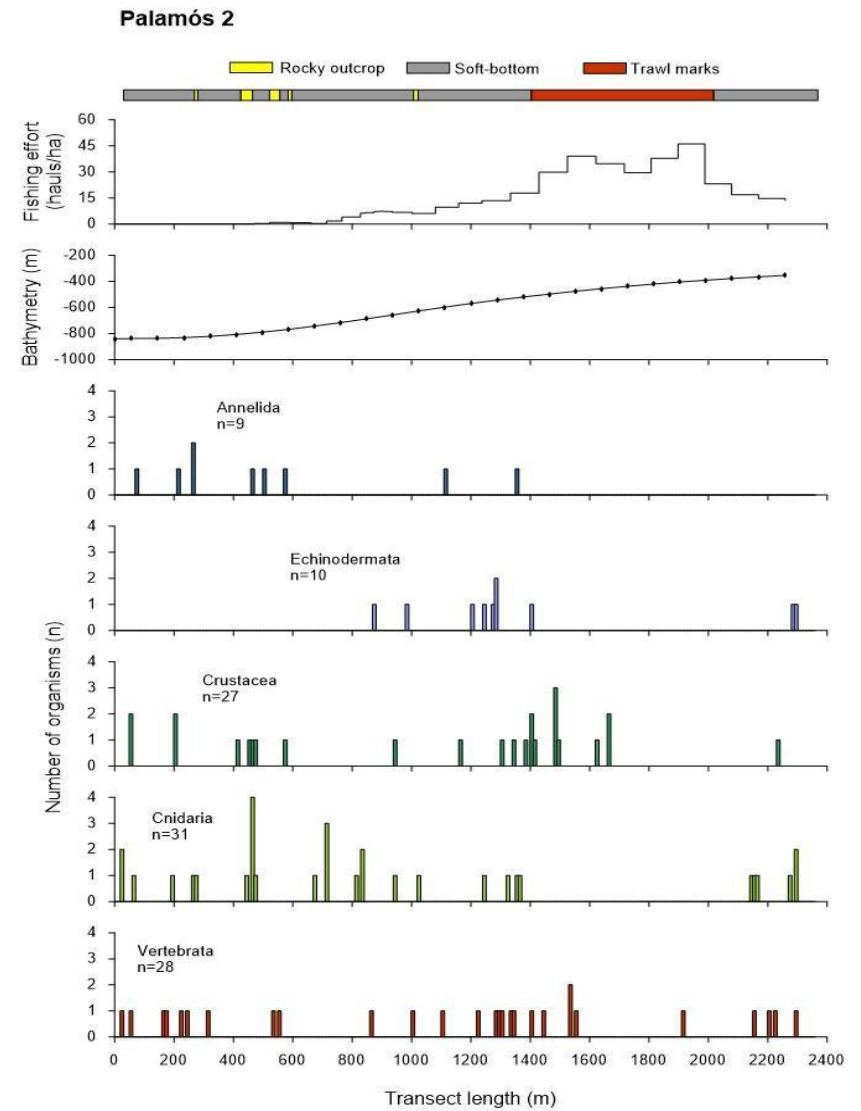 Palamós 2
Rocky outcrop Soft-bottom Trawl marks
Fishing effort
(hauls/ha)
60
45
30
15
0
Bathymetry (m)
-200
-400
-600
-800
-1000
Number of organisms (n)
4
3
2
1
0
Annelida
n=9
4
3
2
1
0
Echinodermata
n=10
4
3
2
1
0
Crustacea
n=27
4
3
2
1
0
Cnidaria
n=31
4
3
2
1
0
Vertebrata
n=28
0 200 400 600 800 1000 1200 1400 1600 1800 2000 2200 2400
Transect length (m)